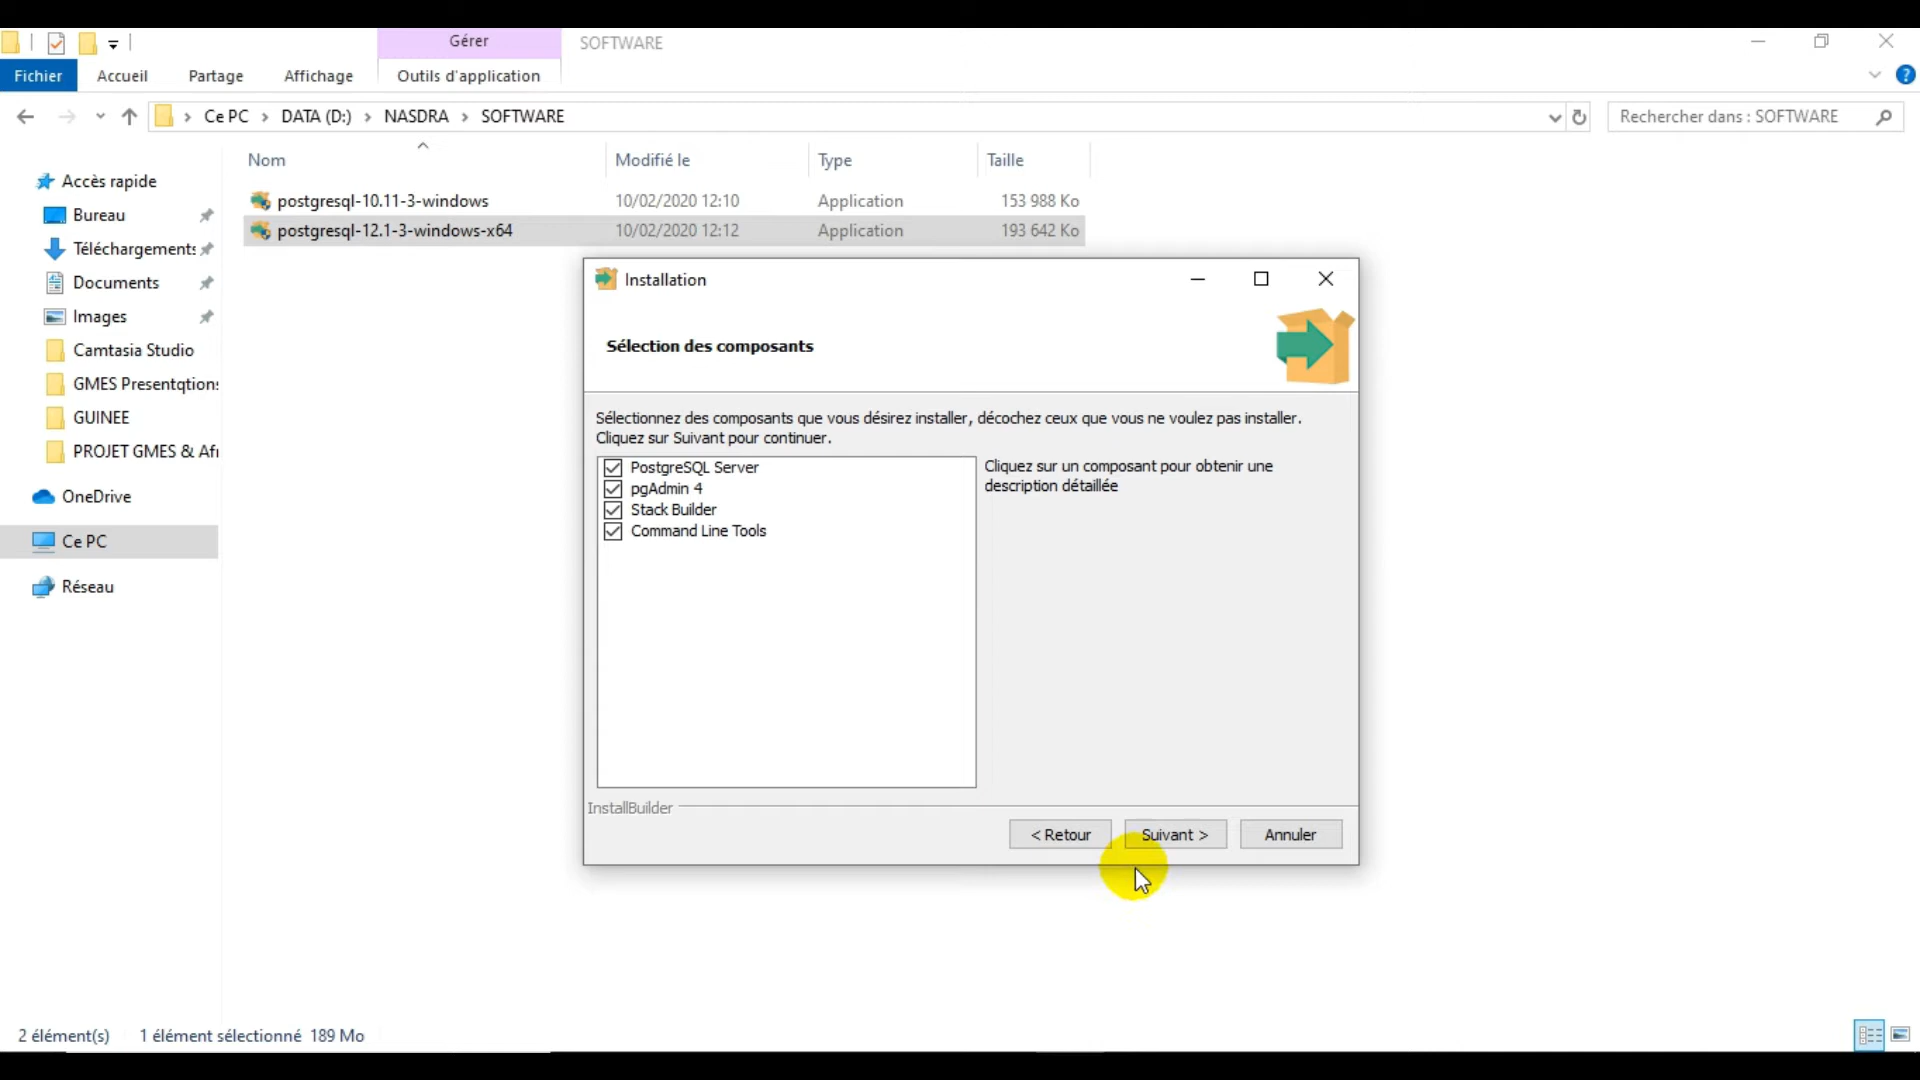 Gérer
SOFTWARE
Fichier
Accueil
Partage
Affichage
Outils d'application
Ce PC
DATA (D:)
NASDRA
SOFTWARE
Rechercher dans : SOFTWARE
Nom
Modifié le
Type
Taille
postgresql-10.11-3-windows
10/02/2020 12:10
Application
153 988 Ko
postgresql-12.1-3-windows-x64
10/02/2020 12:12
Application
193 642 Ko
Accès rapide
Bureau
Téléchargements
Documents
Images
Camtasia Studio
GMES Presentqtions
GUINEE
PROJET GMES & Afr
OneDrive
Ce PC
Réseau
Installation
Sélection des composants
Sélectionnez des composants que vous désirez installer, décochez ceux que vous ne voulez pas installer.
Cliquez sur Suivant pour continuer.
PostgreSQL Server
pgAdmin 4
Stack Builder
Command Line Tools
Cliquez sur un composant pour obtenir une
description détaillée
InstallBuilder
< Retour
Suivant >
Annuler
2 élément(s)
1 élément sélectionné 189 Mo